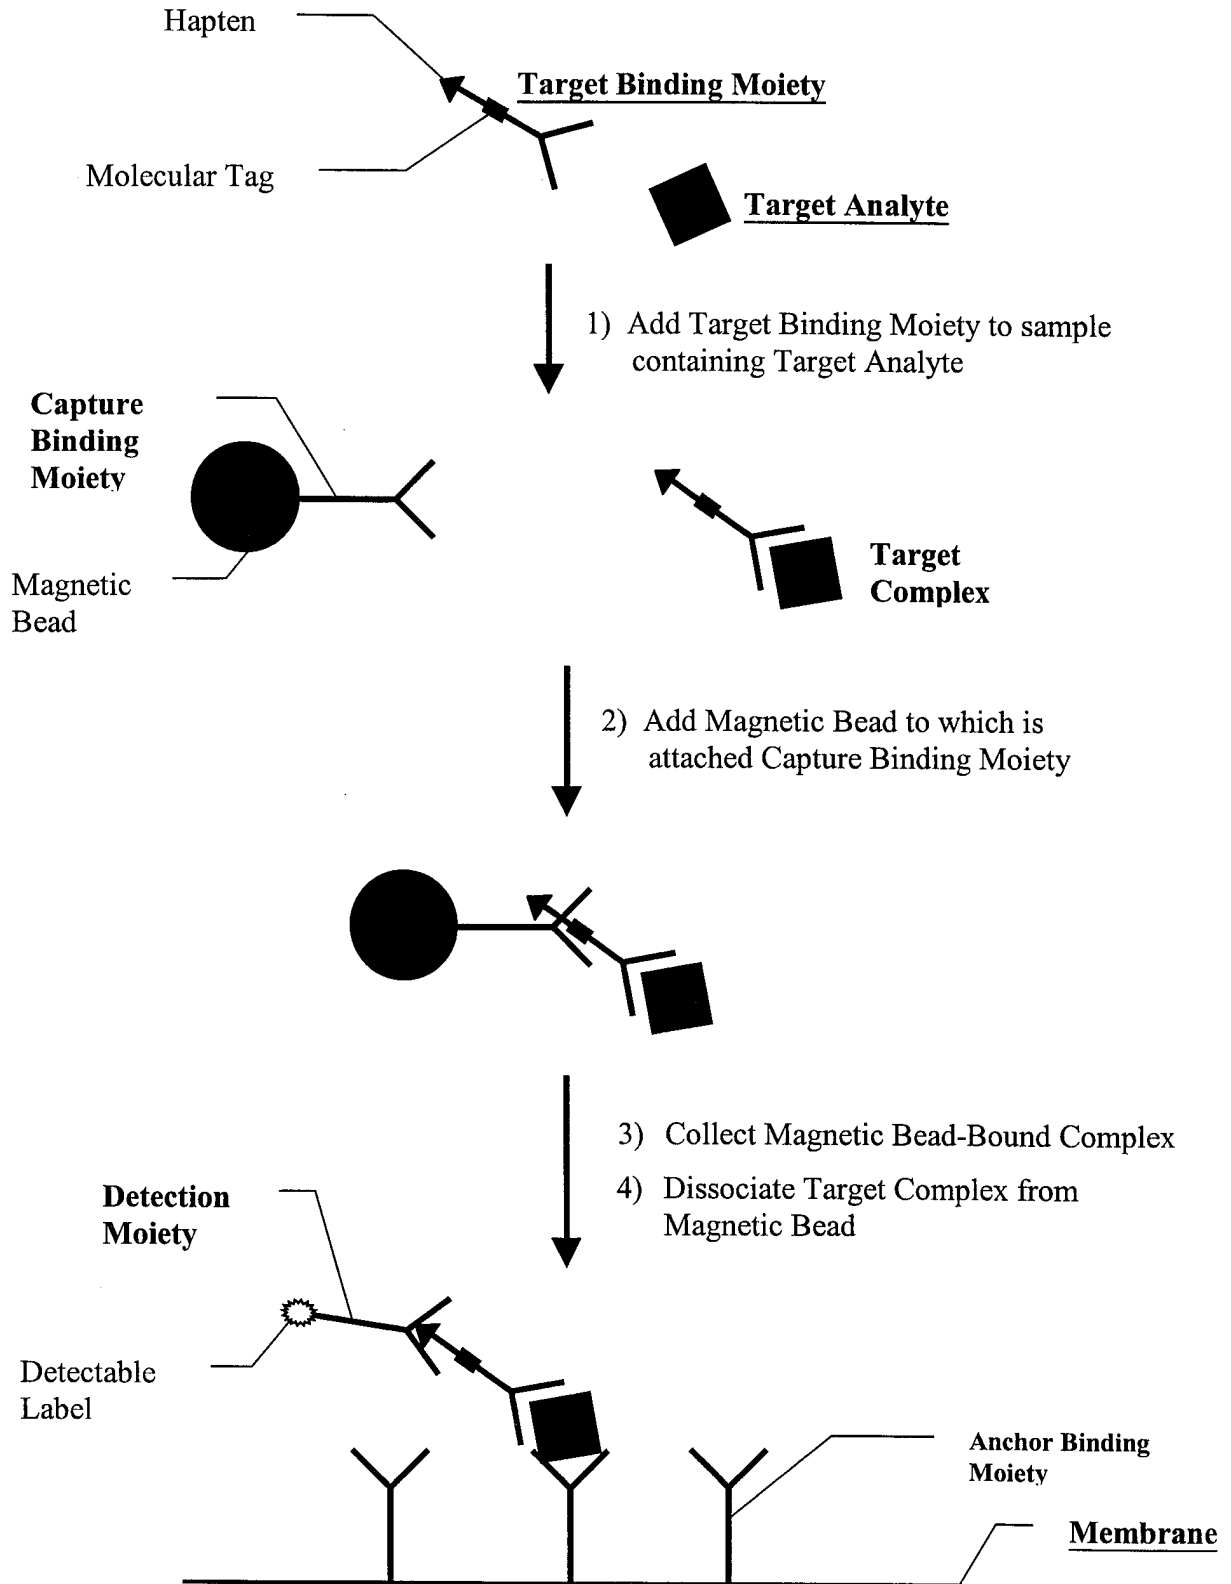 Hapten
Target Binding Moiety
Molecular Tag
Target Analyte
1) Add Target Binding Moiety to sample
containing Target Analyte
Capture
Binding
Moiety
Magnetic
Bead
Target
Complex
2) Add Magnetic Bead to which is
attached Capture Binding Moiety
3) Collect Magnetic Bead-Bound Complex
4) Dissociate Target Complex from
Magnetic Bead
Detection
Moiety
Detectable
Label
Anchor Binding
Moiety
Membrane